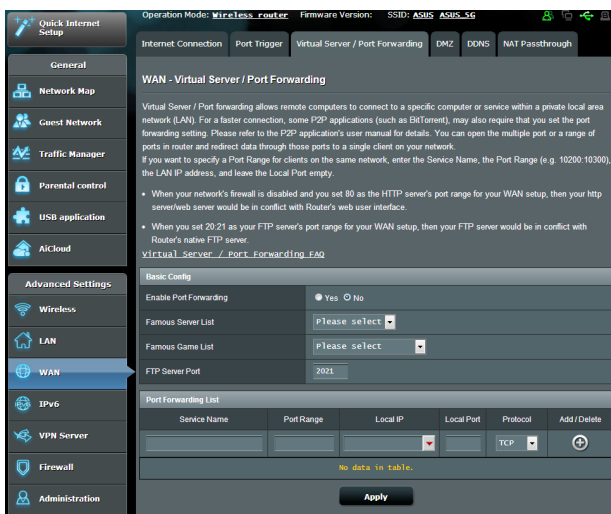 Quick Internet
Setup
General
Network Map
Guest Network
Traffic Manager
Parental control
USB application
AiCloud
Advanced Settings
Wireless
LAN
WAN
IPv6
VPN Server
Firewall
Administration
Operation Mode: Wireless router Firmware Version: SSID: ASUS ASUS_5G
Internet Connection Port Trigger Virtual Server / Port Forwarding DMZ DDNS NAT Passthrough
WAN - Virtual Server / Port Forwarding
Virtual Server / Port forwarding allows remote computers to connect to a specific computer or service within a private local area
network (LAN). For a faster connection, some P2P applications (such as BitTorrent), may also require that you set the port
forwarding setting. Please refer to the P2P application's user manual for details. You can open the multiple port or a range of
ports in router and redirect data through those ports to a single client on your network.
If you want to specify a Port Range for clients on the same network, enter the Service Name, the Port Range (e.g. 10200:10300),
the LAN IP address, and leave the Local Port empty.
• When your network's firewall is disabled and you set 80 as the HTTP server's port range for your WAN setup, then your http
server/web server would be in conflict with Router's web user interface.
• When you set 20:21 as your FTP server's port range for your WAN setup, then your FTP server would be in conflict with
Router's native FTP server.
Virtual Server / Port Forwarding FAQ
Basic Config
Enable Port Forwarding Yes No
Famous Server List Please select
Famous Game List Please select
FTP Server Port 2021
Port Forwarding List
Service Name Port Range Local IP Local Port Protocol Add / Delete
TCP
No data in table.
Apply